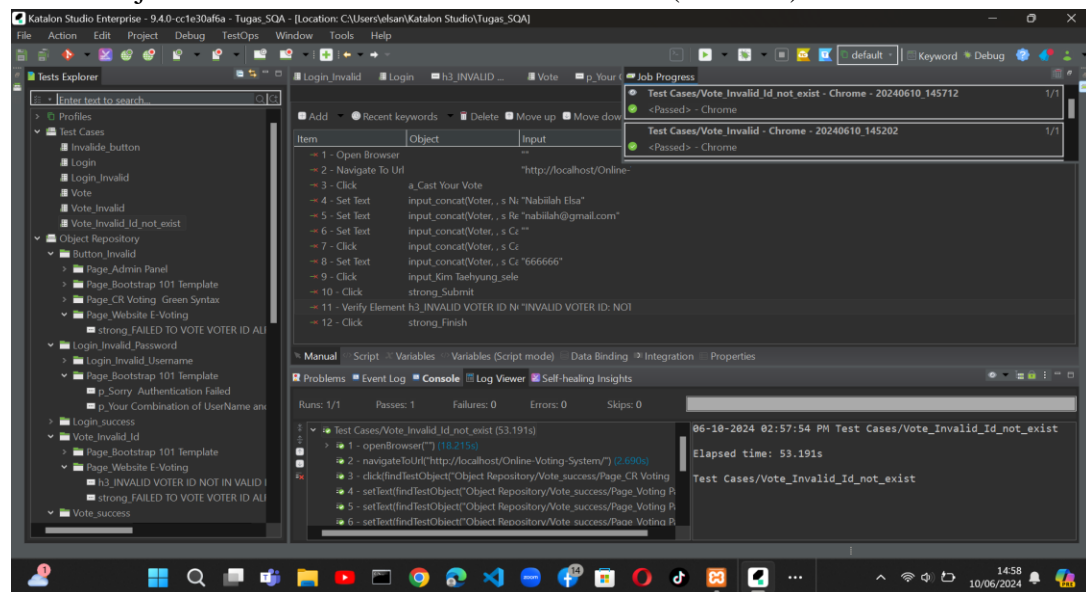 Katalon Studio Enterprise - 9.4.0-cc1e30af6a - Tugas_SQA - [Location: C:\Users\elsan\Katalon Studio\Tugas_SQA]
File Action Edit Project Debug TestOps Window Tools Help
default Keyword Debug
Tests Explorer
Enter text to search...
Profiles
Test Cases
Invalide_button
Login
Login_Invalid
Vote
Vote_Invalid
Vote_Invalid_Id_not_exist
Object Repository
Button_Invalid
Page_Admin Panel
Page_Bootstrap 101 Template
Page_CR Voting Green Syntax
Page_Website E-Voting
strong_FAILED TO VOTE VOTER ID ALI
Login_Invalid_Password
Login_Invalid_Username
Page_Bootstrap 101 Template
p_Sorry Authentication Failed
p_Your Combination of UserName and
Login_success
Vote_Invalid_Id
Page_Bootstrap 101 Template
Page_Website E-Voting
h3_INVALID VOTER ID NOT IN VALID I
strong_FAILED TO VOTE VOTER ID ALI
Vote_success
Login_Invalid Login h3_INVALID ... Vote p_Your (
Add Recent keywords Delete Move up Move dow
Item Object Input
1 - Open Browser ""
2 - Navigate To Url "http://localhost/Online-
3 - Click a_Cast Your Vote
4 - Set Text input_concat(Voter, , s Na "Nabiilah Elsa"
5 - Set Text input_concat(Voter, , s Re "nabiilah@gmail.com"
6 - Set Text input_concat(Voter, , s Ca ""
7 - Click input_concat(Voter, , s Ca
8 - Set Text input_concat(Voter, , s Ca "666666"
9 - Click input_Kim Taehyung_sele
10 - Click strong_Submit
11 - Verify Element h3_INVALID VOTER ID N "INVALID VOTER ID: NOT
12 - Click strong_Finish
Job Progress
Test Cases/Vote_Invalid_Id_not_exist - Chrome - 20240610_145712 1/1
<Passed> - Chrome
Test Cases/Vote_Invalid - Chrome - 20240610_145202 1/1
<Passed> - Chrome
Manual Script Variables Variables (Script mode) Data Binding Integration Properties
Problems Event Log Console Log Viewer Self-healing Insights
Runs: 1/1 Passes: 1 Failures: 0 Errors: 0 Skips: 0
Test Cases/Vote_Invalid_Id_not_exist (53.191s)
1 - openBrowser("") (18.215s)
2 - navigateToUrl("http://localhost/Online-Voting-System/") (2.690s)
3 - click(findTestObject("Object Repository/Vote_success/Page_CR Voting
4 - setText(findTestObject("Object Repository/Vote_success/Page_Voting P
5 - setText(findTestObject("Object Repository/Vote_success/Page_Voting P
6 - setText(findTestObject("Object Repository/Vote_success/Page_Voting P
06-10-2024 02:57:54 PM Test Cases/Vote_Invalid_Id_not_exist
Elapsed time: 53.191s
Test Cases/Vote_Invalid_Id_not_exist
14:58
10/06/2024